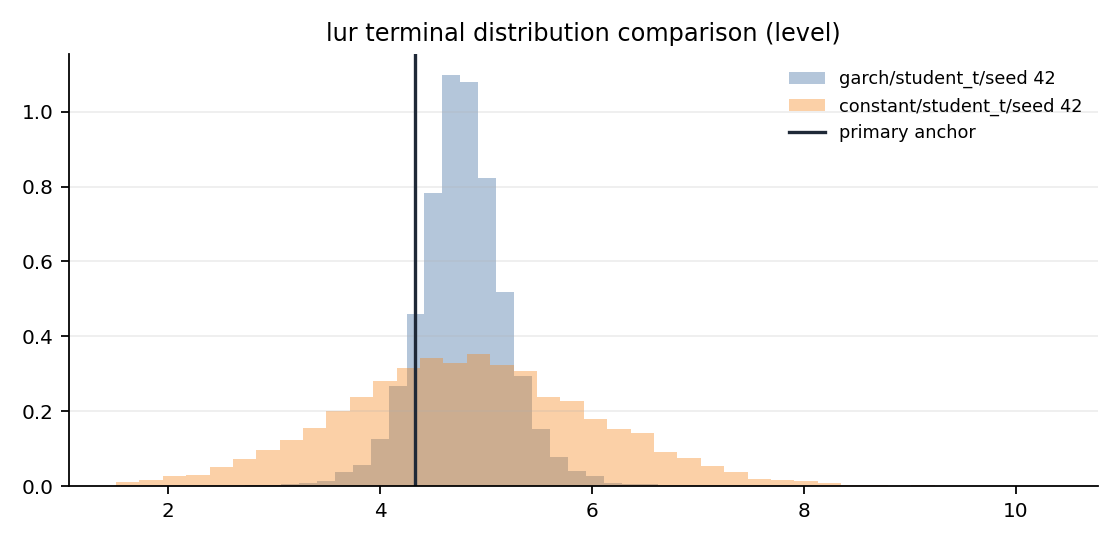 lur terminal distribution comparison (level)
garch/student_t/seed 42
constant/student_t/seed 42
primary anchor
1.0
0.8
0.6
0.4
0.2
0.0
2 4 6 8 10